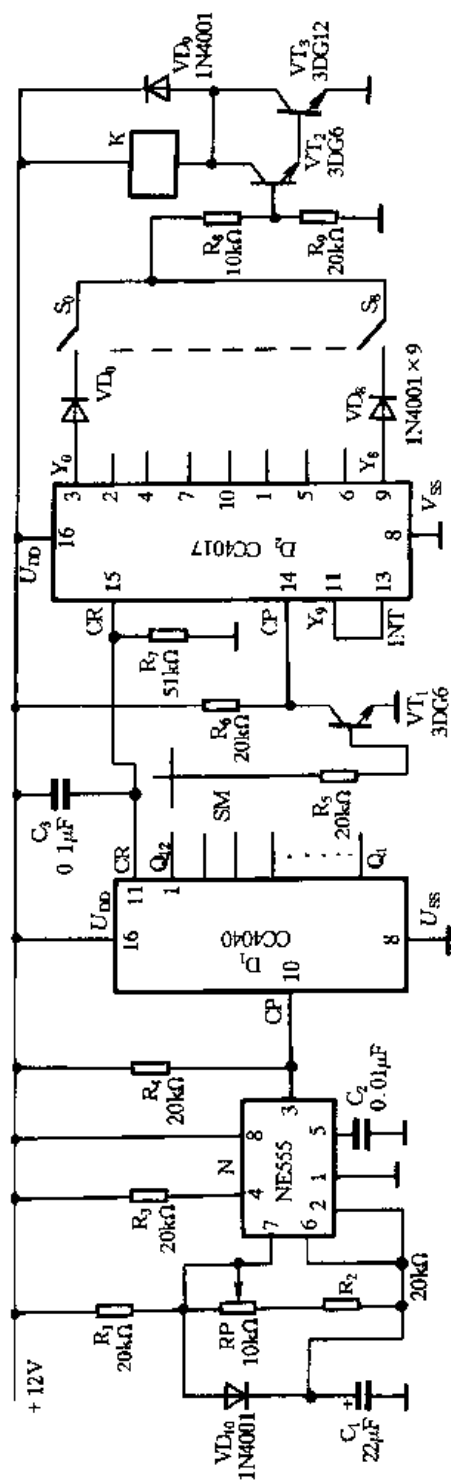 +12V
R₁
20kΩ
RP
10kΩ
R₂
20kΩ
VD₁₀
1N4001
C₁
+
22μF
R₃
20kΩ
N
NE555
4
8
7
6
2
1
5
3
C₂
0.01μF
R₄
20kΩ
CP
10
D₁
CC4040
U_DD
16
11
CR
1
Q₁₂
SM
Q₁
8
U_SS
C₃
0 1μF
R₅
20kΩ
R₆
20kΩ
VT₁
3DG6
R₇
51kΩ
CR
15
CP
14
Y₉
11
13
INT
U_DD
16
D₂ CC4017
8
V_SS
3
2
4
7
10
1
5
6
9
Y₀
Y₈
VD₀
VD₈
1N4001×9
S₀
S₈
R₈
10kΩ
R₉
20kΩ
K
VD₉
1N4001
VT₂
3DG6
VT₃
3DG12